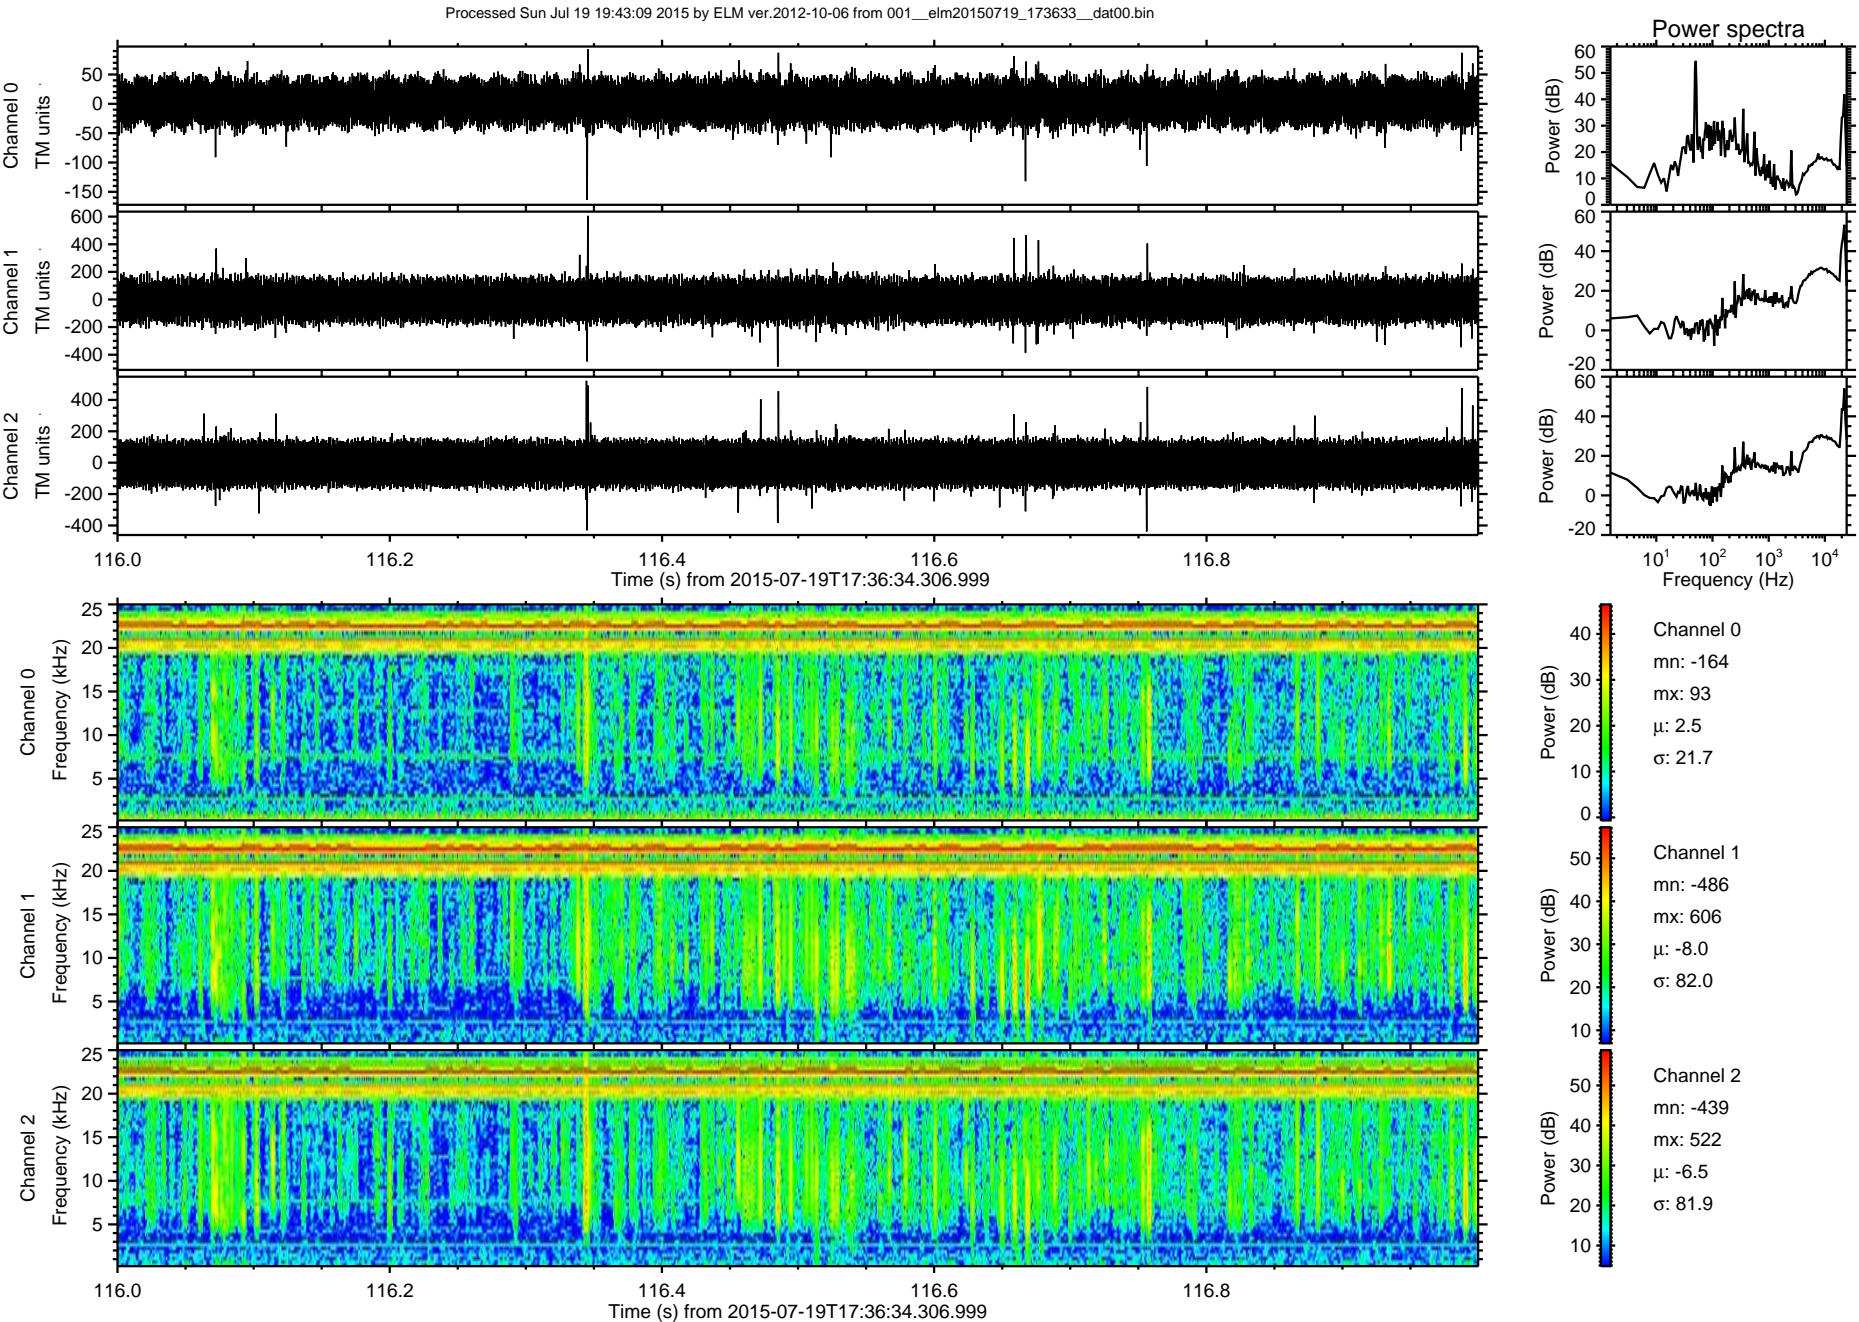 Processed Sun Jul 19 19:43:09 2015 by ELM ver.2012-10-06 from 001__elm20150719_173633__dat00.bin
Power spectra
Channel 0
TM units
50
0
-50
-100
-150
Power (dB)
60
50
40
30
20
10
0
Channel 1
TM units
600
400
200
0
-200
-400
Power (dB)
60
40
20
0
-20
Channel 2
TM units
400
200
0
-200
-400
Power (dB)
60
40
20
0
-20
116.0 116.2 116.4 116.6 116.8
Time (s) from 2015-07-19T17:36:34.306.999
10^1 10^2 10^3 10^4
Frequency (Hz)
Channel 0
Frequency (kHz)
25
20
15
10
5
Power (dB)
40
30
20
10
0
Channel 0
mn: -164
mx: 93
μ: 2.5
σ: 21.7
Channel 1
Frequency (kHz)
25
20
15
10
5
Power (dB)
50
40
30
20
10
Channel 1
mn: -486
mx: 606
μ: -8.0
σ: 82.0
Channel 2
Frequency (kHz)
25
20
15
10
5
Power (dB)
50
40
30
20
10
Channel 2
mn: -439
mx: 522
μ: -6.5
σ: 81.9
116.0 116.2 116.4 116.6 116.8
Time (s) from 2015-07-19T17:36:34.306.999